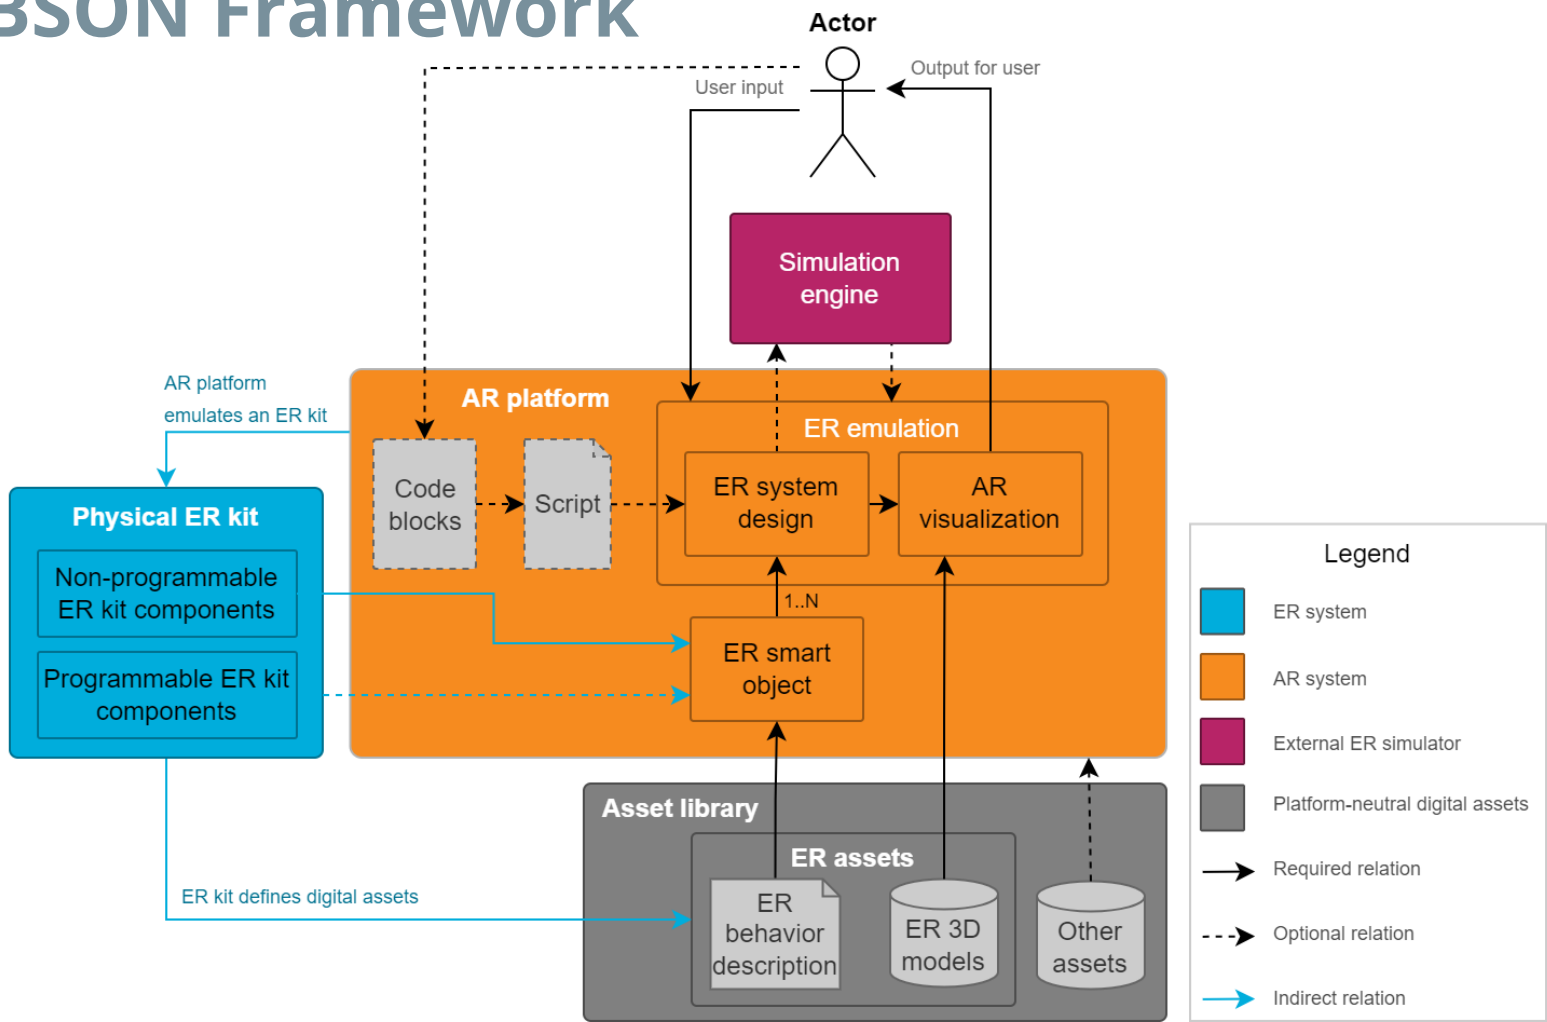 BSON Framework
Actor
Output for user
User input
Simulation
engine
AR platform
emulates an ER kit
AR platform
ER emulation
Code
blocks
Script
ER system
design
AR
visualization
Physical ER kit
Non-programmable
ER kit components
Programmable ER kit
components
1..N
ER smart
object
Asset library
ER assets
ER kit defines digital assets
ER
behavior
description
ER 3D
models
Other
assets
Legend
ER system
AR system
External ER simulator
Platform-neutral digital assets
Required relation
Optional relation
Indirect relation